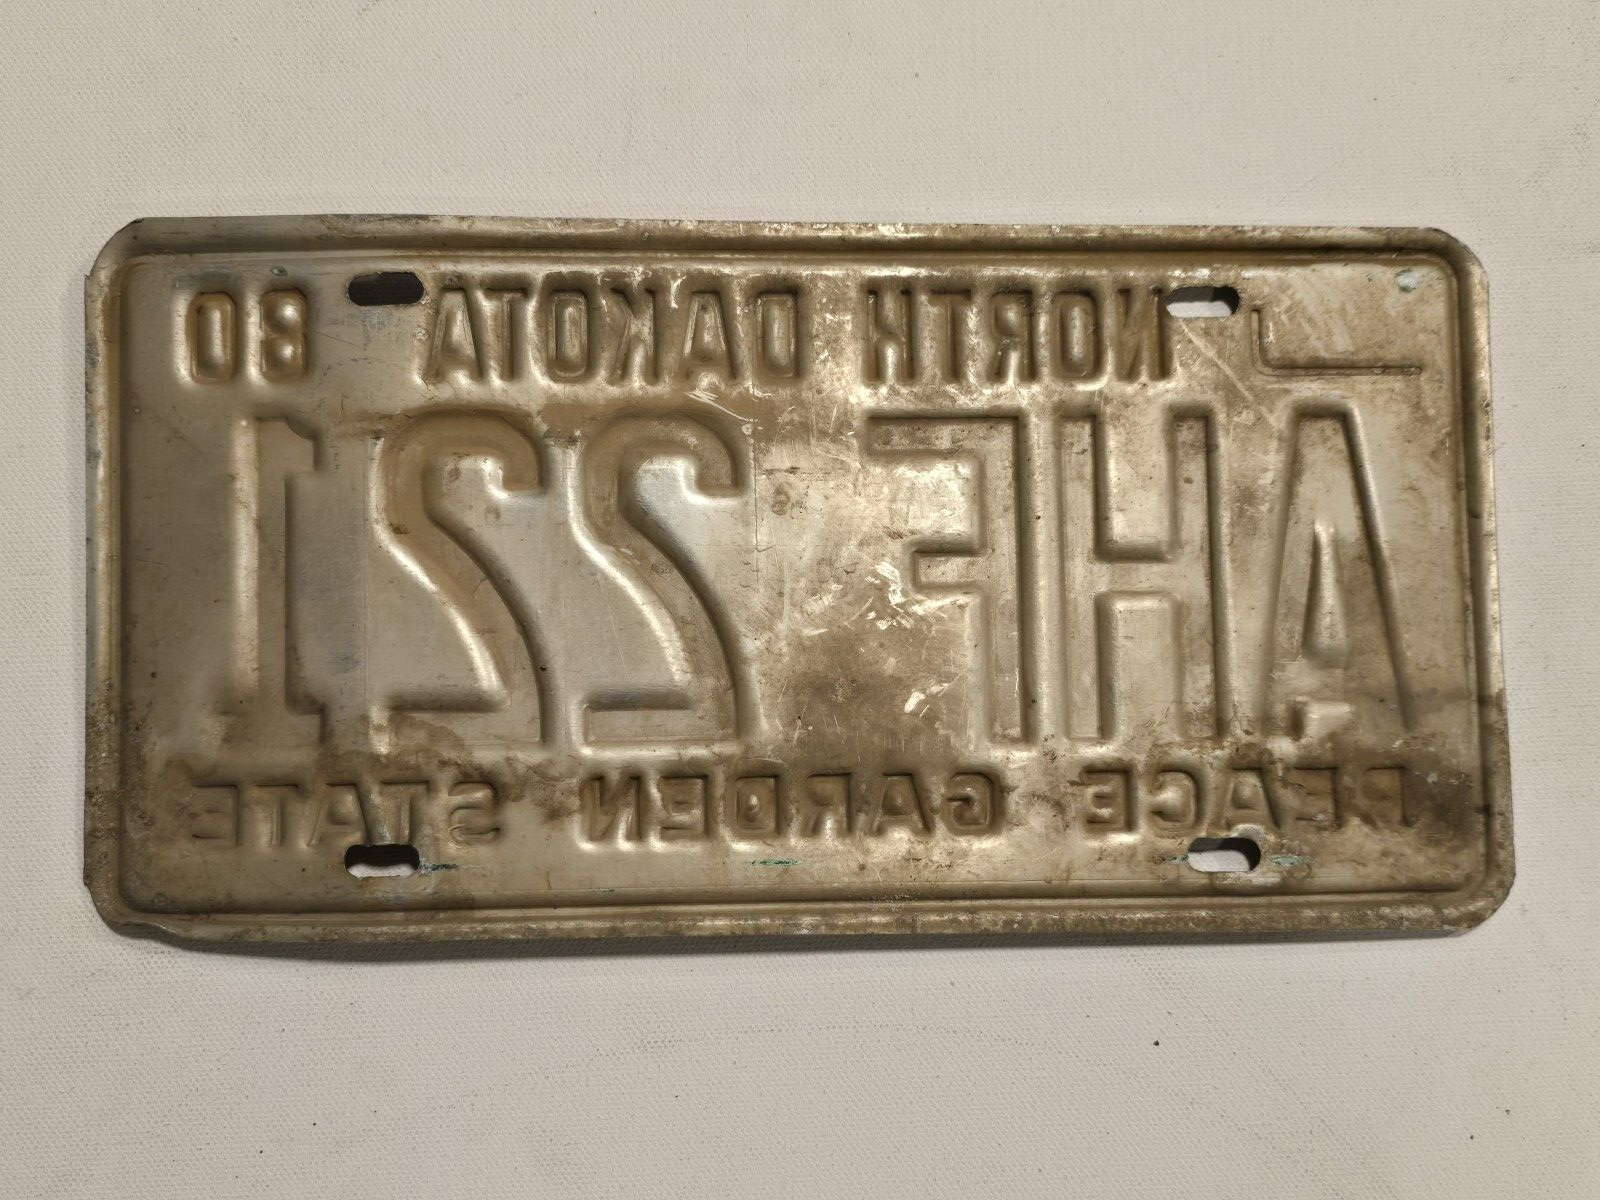 NORTH DAKOTA 80
AHF 221
PEACE GARDEN STATE